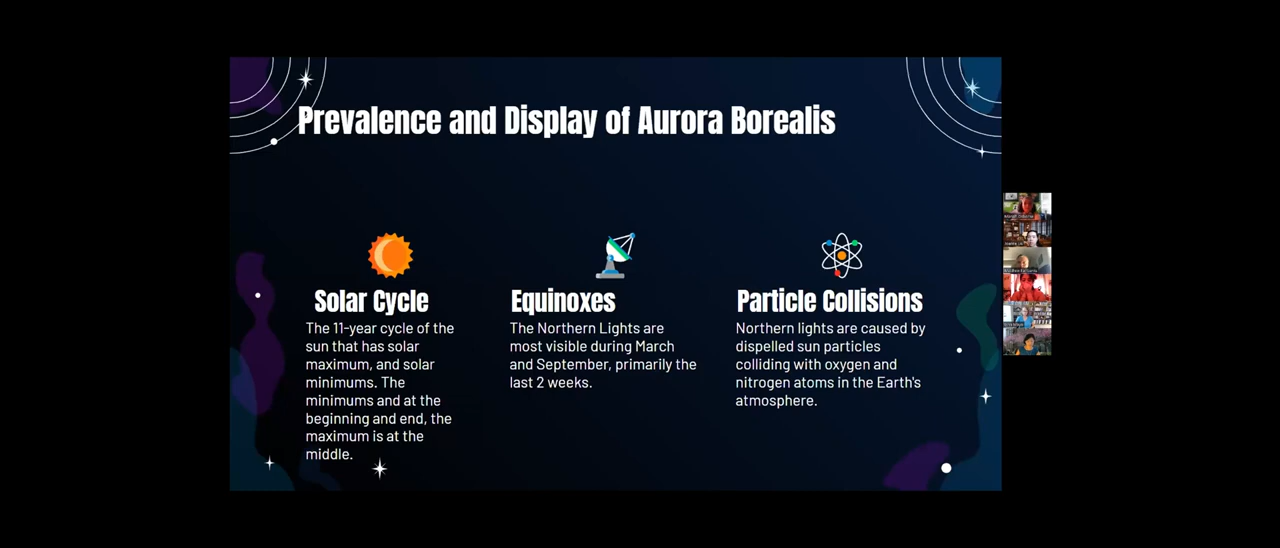 Prevalence and Display of Aurora Borealis
Solar Cycle
The 11-year cycle of the
sun that has solar
maximum, and solar
minimums. The
minimums and at the
beginning and end, the
maximum is at the
middle.
Equinoxes
The Northern Lights are
most visible during March
and September, primarily the
last 2 weeks.
Particle Collisions
Northern lights are caused by
dispelled sun particles
colliding with oxygen and
nitrogen atoms in the Earth's
atmosphere.